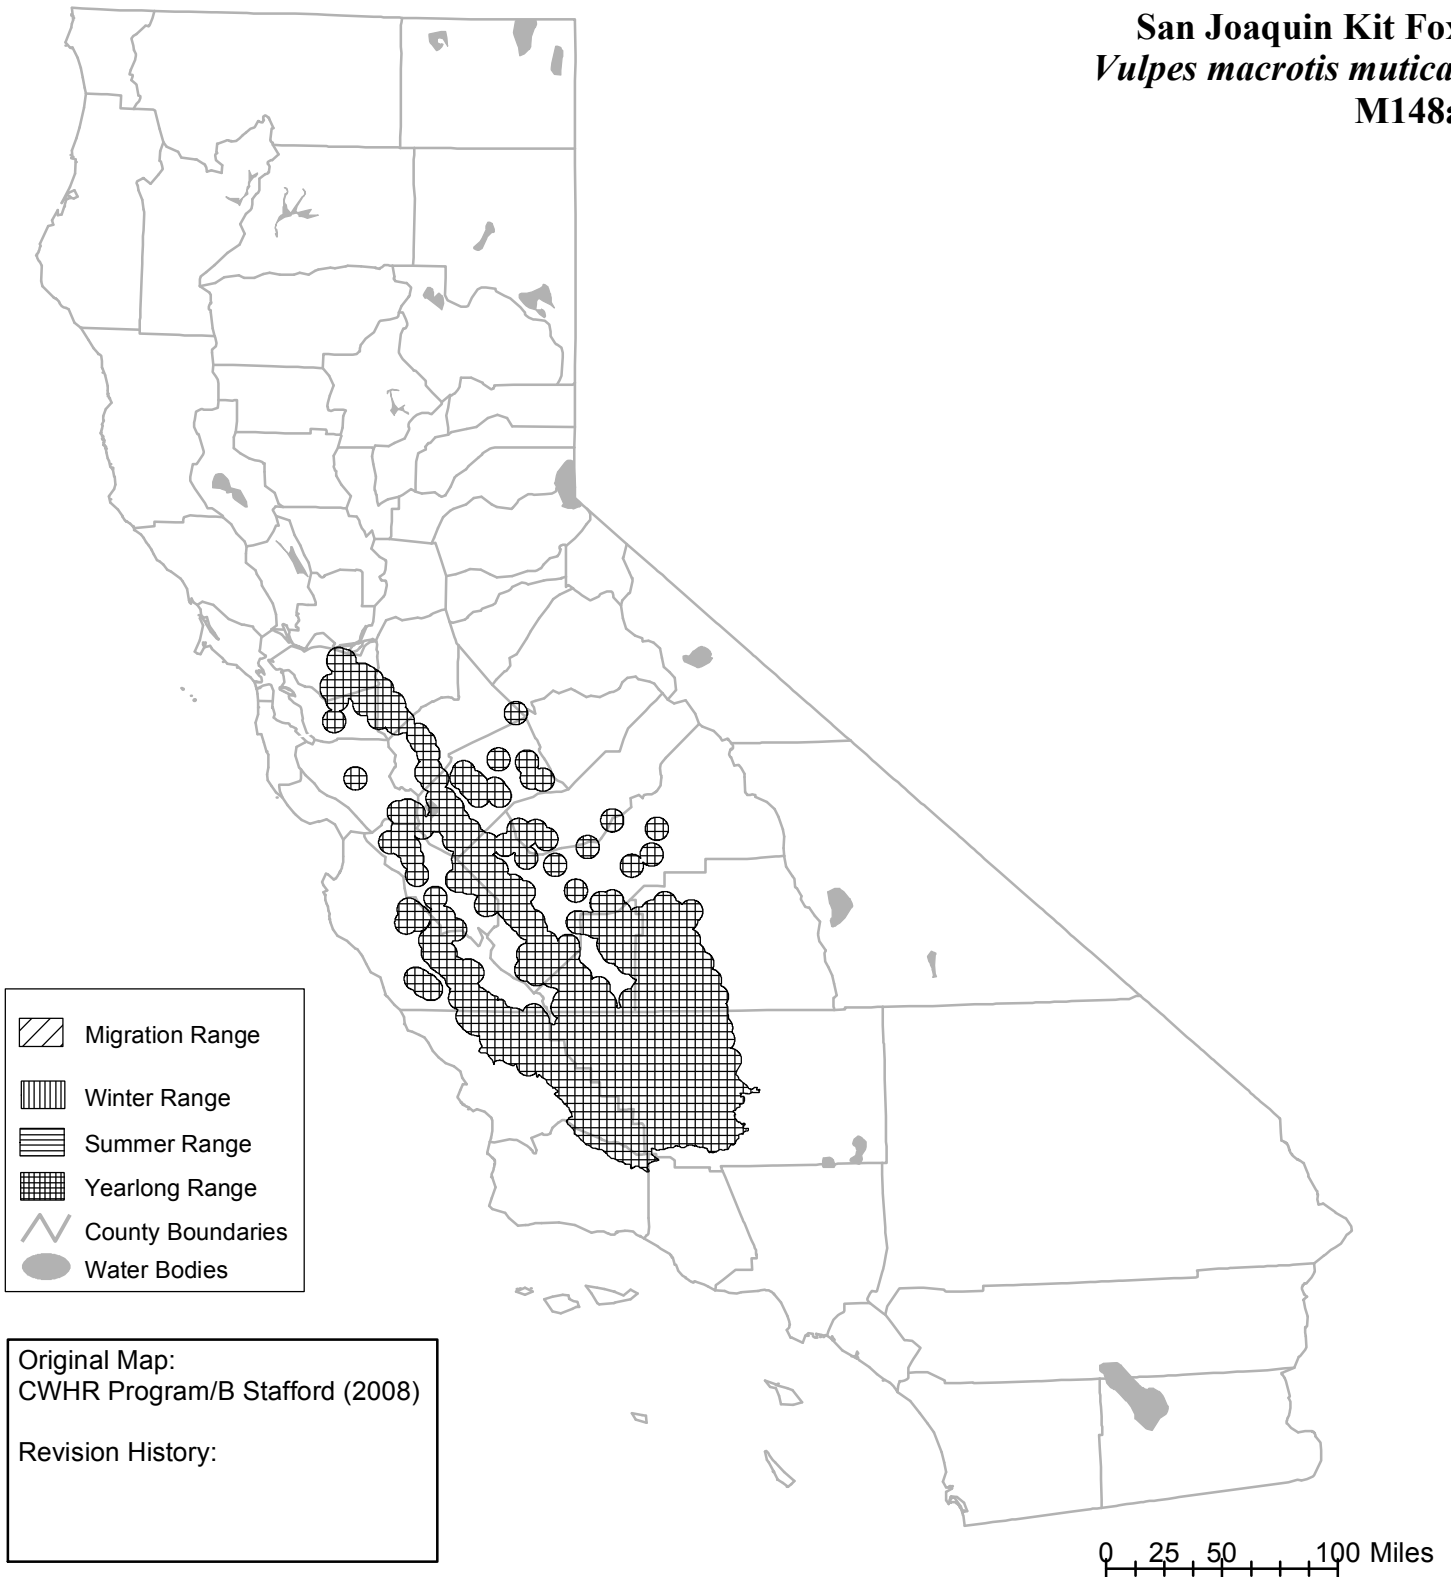 San Joaquin Kit Fox
Vulpes macrotis mutica
M148a
Migration Range
Winter Range
Summer Range
Yearlong Range
County Boundaries
Water Bodies
Original Map:
CWHR Program/B Stafford (2008)
Revision History:
0 25 50 100 Miles